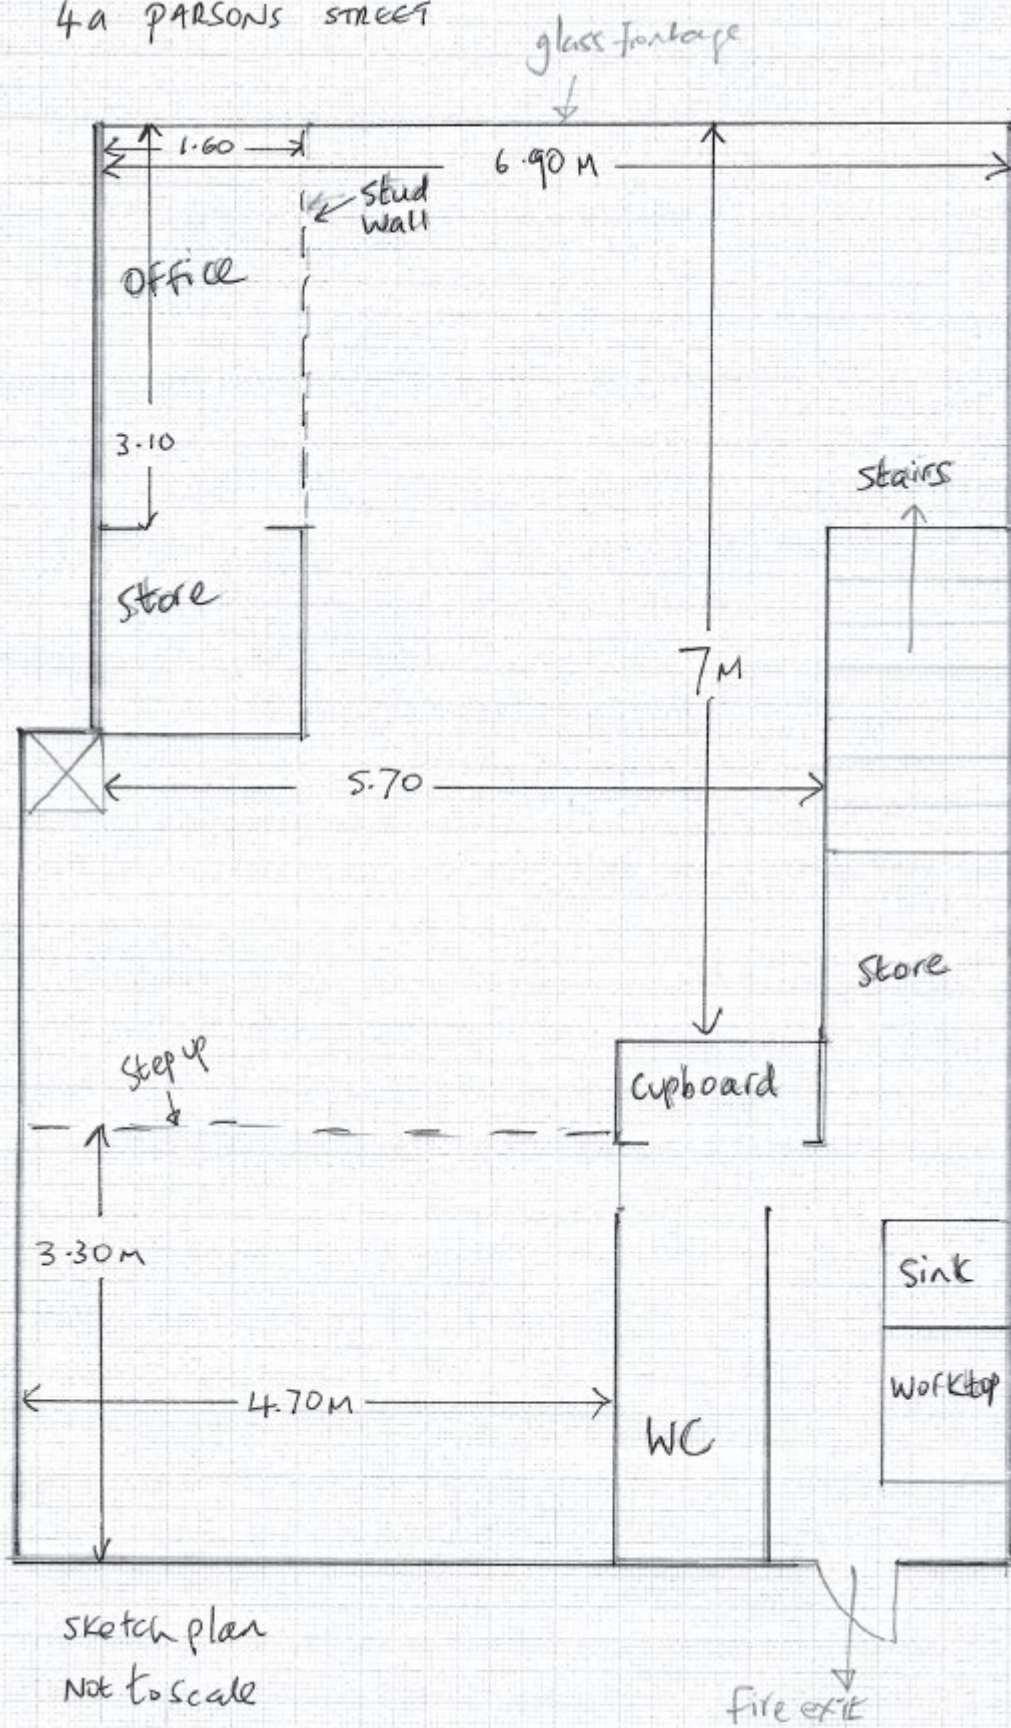 4a PARSONS STREET
glass frontage
1.60
6.90 M
Stud
Wall
Office
3.10
Stairs
Store
7M
5.70
Store
Step up
Cupboard
3.30M
Sink
Worktop
4.70M
WC
Sketch plan
Not to scale
fire exit